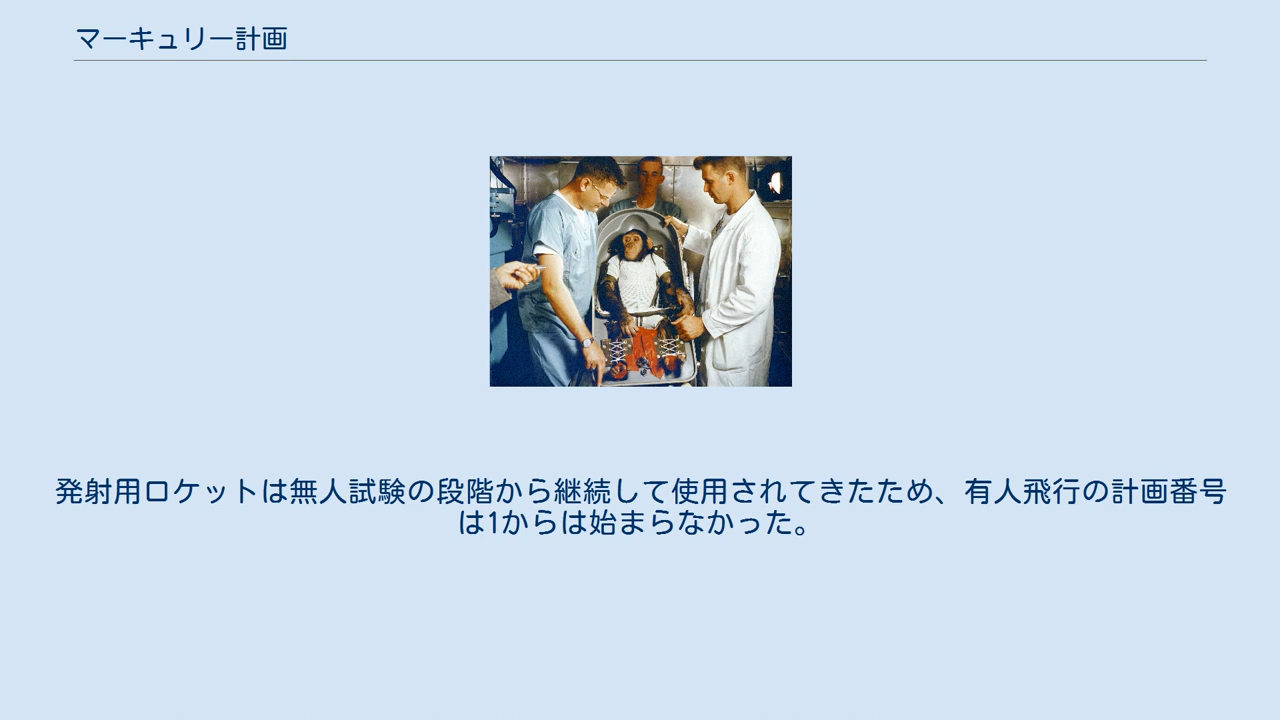 マーキュリー計画
発射用ロケットは無人試験の段階から継続して使用されてきたため、有人飛行の計画番号
は1からは始まらなかった。